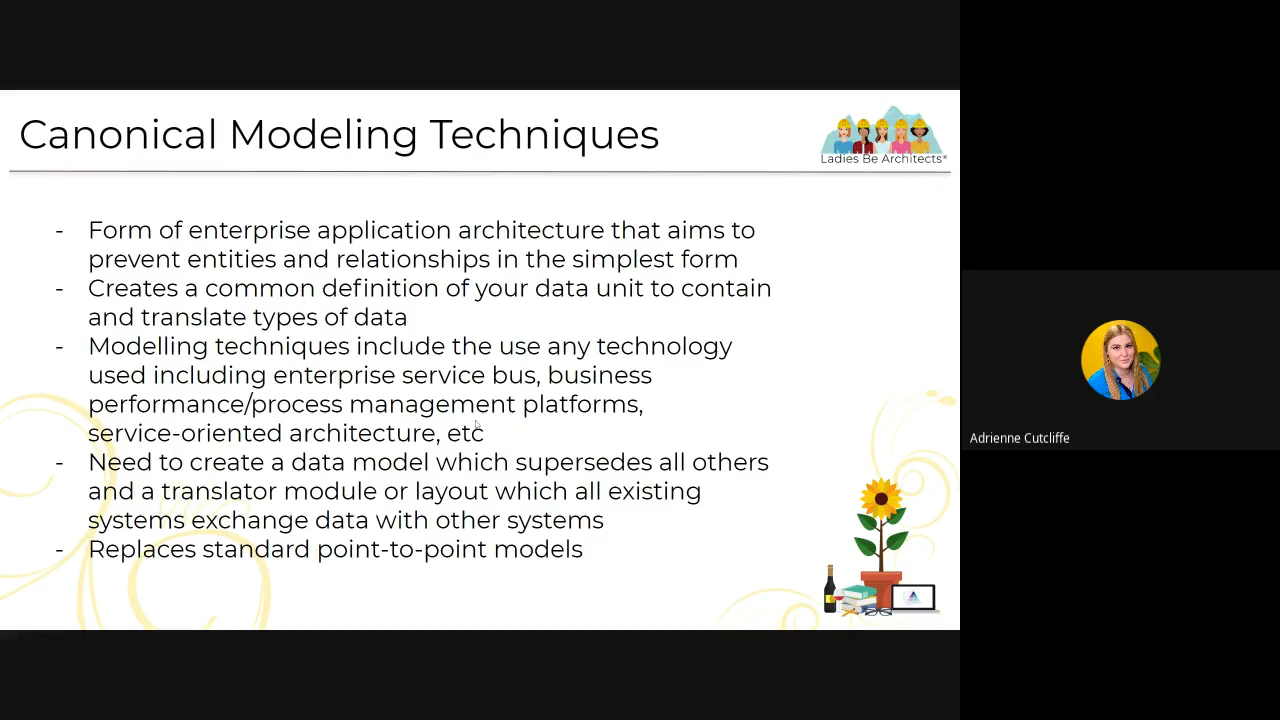 Canonical Modeling Techniques
Ladies Be Architects®
- Form of enterprise application architecture that aims to
prevent entities and relationships in the simplest form
- Creates a common definition of your data unit to contain
and translate types of data
- Modelling techniques include the use any technology
used including enterprise service bus, business
performance/process management platforms,
service-oriented architecture, etc
- Need to create a data model which supersedes all others
and a translator module or layout which all existing
systems exchange data with other systems
- Replaces standard point-to-point models
Adrienne Cutcliffe